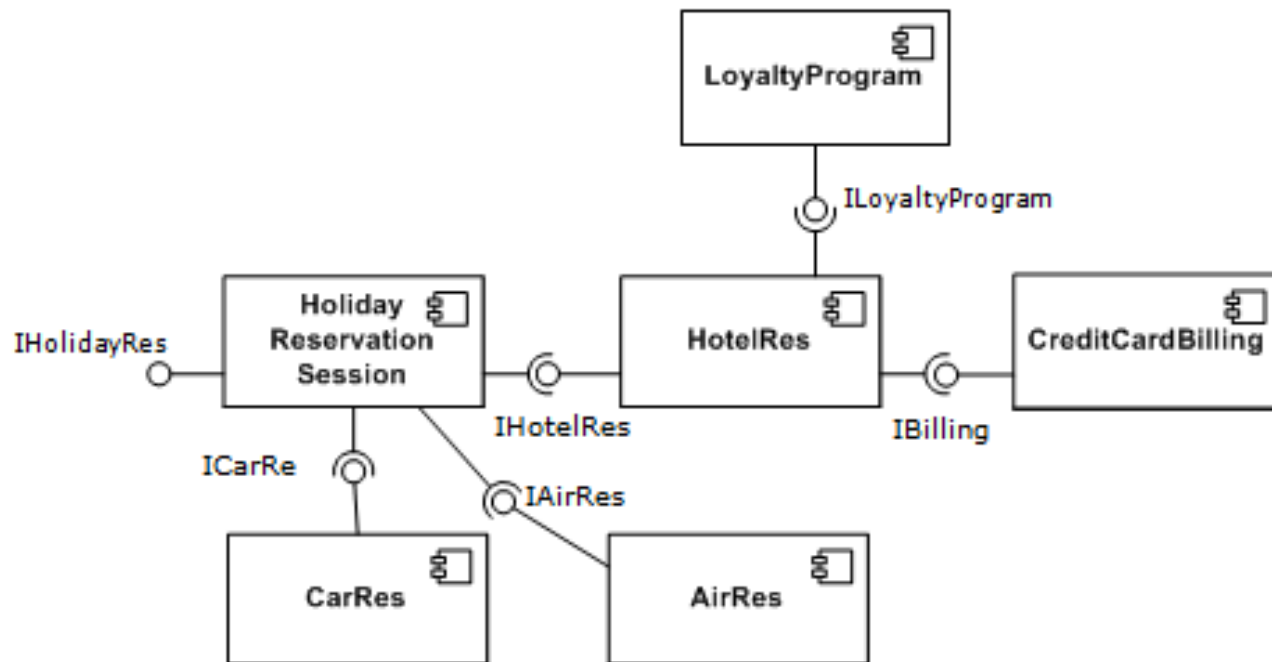 LoyaltyProgram
ILoyaltyProgram
IHolidayRes
Holiday
Reservation
Session
IHotelRes
HotelRes
IBilling
CreditCardBilling
ICarRe
IAirRes
CarRes
AirRes